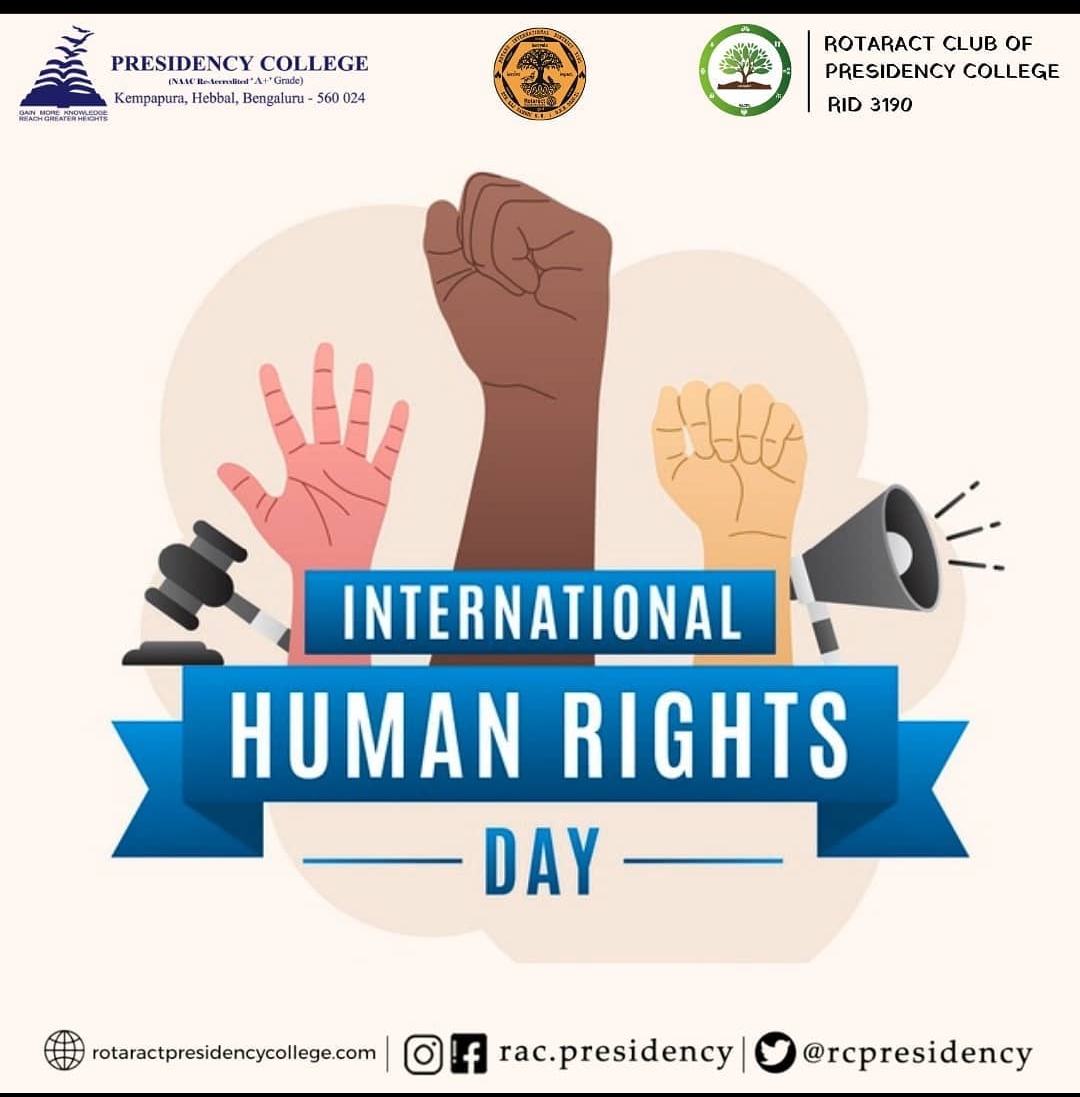 PRESIDENCY COLLEGE
(NAAC Re-Accredited 'A+' Grade)
Kempapura, Hebbal, Bengaluru - 560 024
GAIN MORE KNOWLEDGE
REACH GREATER HEIGHTS
Rotaract
ROTARACT CLUB OF
PRESIDENCY COLLEGE
RID 3190
INTERNATIONAL
HUMAN RIGHTS
DAY
rotaractpresidencycollege.com
rac.presidency
@rcpresidency